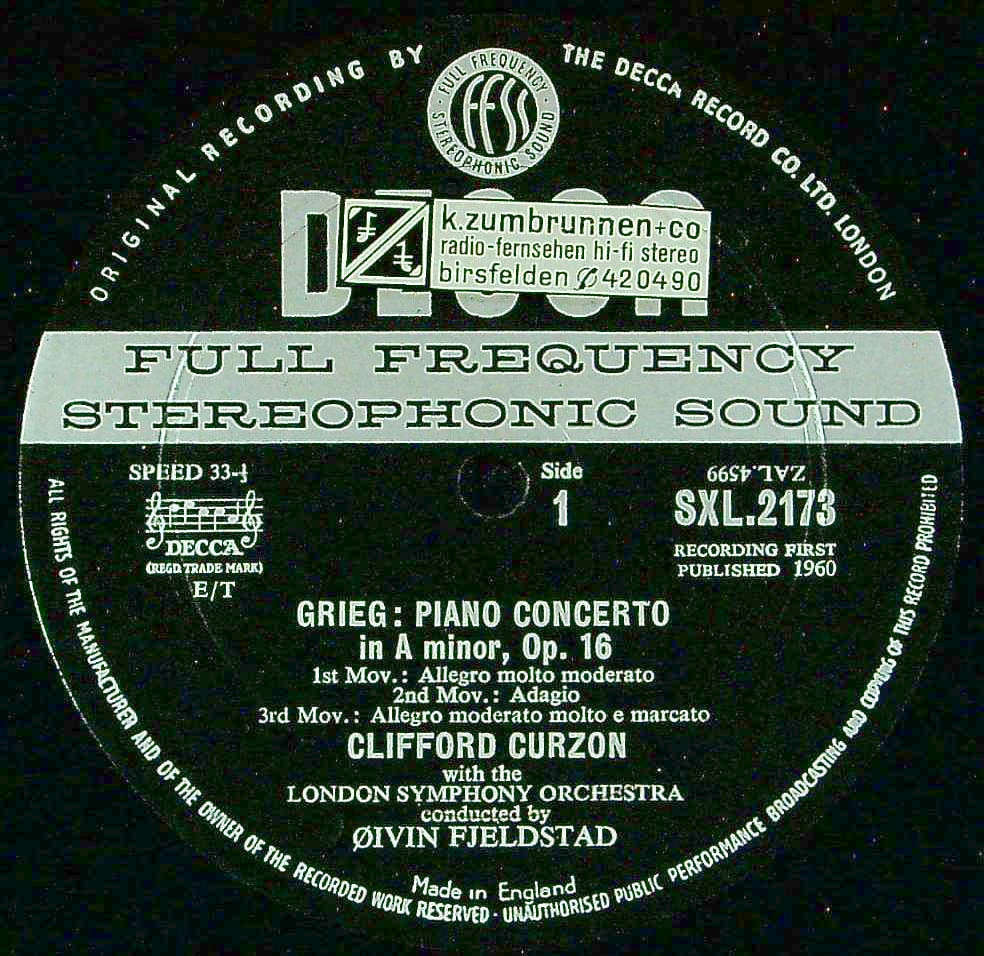 ORIGINAL RECORDING BY THE DECCA RECORD CO. LTD. LONDON
FULL FREQUENCY
FFSS
STEREOPHONIC SOUND
DECCA
k.zumbrunnen+co
radio-fernsehen hi-fi stereo
birsfelden ✆ 420490
FULL FREQUENCY
STEREOPHONIC SOUND
SPEED 33-⅓
DECCA
(REGD. TRADE MARK)
E/T
Side
1
ZAL.4599
SXL.2173
RECORDING FIRST
PUBLISHED 1960
GRIEG: PIANO CONCERTO
in A minor, Op. 16
1st Mov.: Allegro molto moderato
2nd Mov.: Adagio
3rd Mov.: Allegro moderato molto e marcato
CLIFFORD CURZON
with the
LONDON SYMPHONY ORCHESTRA
conducted by
ØIVIN FJELDSTAD
Made in England
ALL RIGHTS OF THE MANUFACTURER AND OF THE OWNER OF THE RECORDED WORK RESERVED · UNAUTHORISED PUBLIC PERFORMANCE BROADCASTING AND COPYING OF THIS RECORD PROHIBITED